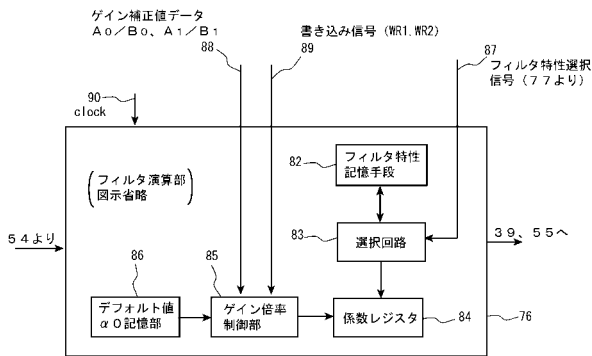 ゲイン補正値データ
A0/B0、A1/B1
88
書き込み信号 (WR1,WR2)
89
87
フィルタ特性選択
信号（77より）
90
clock
(フィルタ演算部
図示省略)
82
フィルタ特性
記憶手段
54より
83
選択回路
39、55へ
86
85
デフォルト値
α0記憶部
ゲイン倍率
制御部
係数レジスタ
84
76